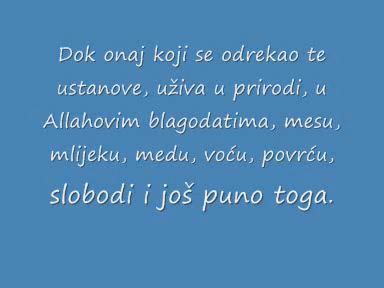 Dok onaj koji se odrekao te
ustanove, uživa u prirodi, u
Allahovim blagodatima, mesu,
mlijeku, medu, voću, povrću,
slobodi i još puno toga.